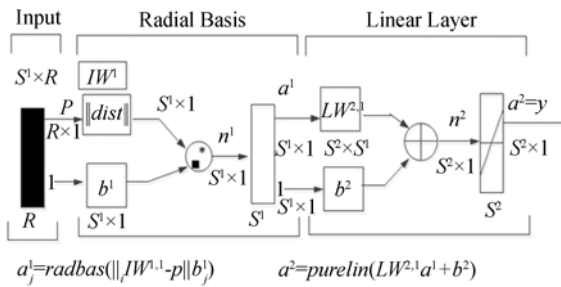 Input Radial Basis Linear Layer
S¹×R IW¹
P ‖dist‖ S¹×1 a¹ LW²,¹ a²=y
R×1 n¹ S¹×1 S²×S¹ n² S²×1
* S¹×1 S²×1
1 b¹ 1 b²
R S¹×1 S¹ S¹×1 S²
a¹ⱼ=radbas(‖ᵢIW¹,¹-p‖b¹ⱼ) a²=purelin(LW²,¹a¹+b²)